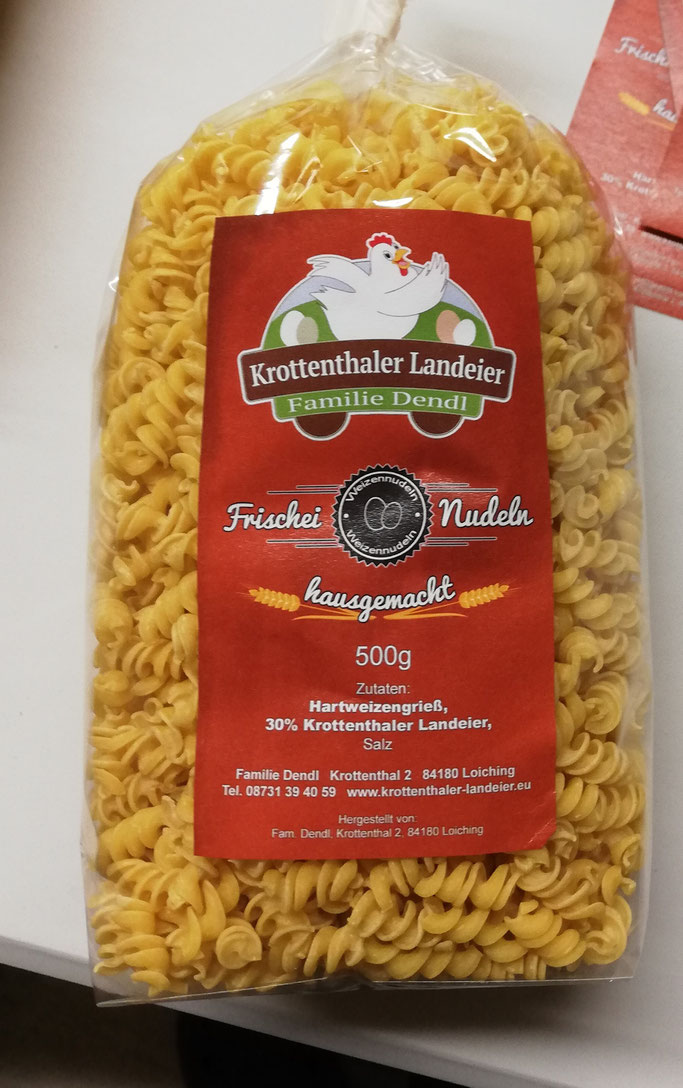 Krottenthaler Landeier
Familie Dendl
Weizennudeln
Frischei Nudeln
Weizennudeln
hausgemacht
500g
Zutaten:
Hartweizengrieß,
30% Krottenthaler Landeier,
Salz
Familie Dendl Krottenthal 2 84180 Loiching
Tel. 08731 39 40 59 www.krottenthaler-landeier.eu
Hergestellt von:
Fam. Dendl, Krottenthal 2, 84180 Loiching
30%